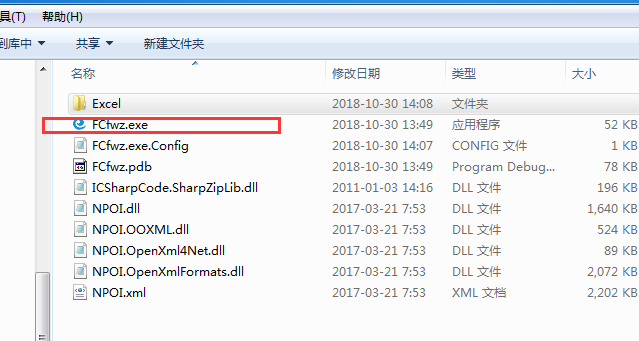 具(T) 帮助(H)
到库中 共享 新建文件夹
名称 修改日期 类型 大小
Excel 2018-10-30 14:08 文件夹
FCfwz.exe 2018-10-30 13:49 应用程序 52 KB
FCfwz.exe.Config 2018-10-30 14:07 CONFIG 文件 1 KB
FCfwz.pdb 2018-10-30 13:49 Program Debug... 78 KB
ICSharpCode.SharpZipLib.dll 2011-01-03 14:16 DLL 文件 196 KB
NPOI.dll 2017-03-21 7:53 DLL 文件 1,640 KB
NPOI.OOXML.dll 2017-03-21 7:53 DLL 文件 524 KB
NPOI.OpenXml4Net.dll 2017-03-21 7:53 DLL 文件 89 KB
NPOI.OpenXmlFormats.dll 2017-03-21 7:53 DLL 文件 2,072 KB
NPOI.xml 2017-03-21 7:53 XML 文档 2,202 KB